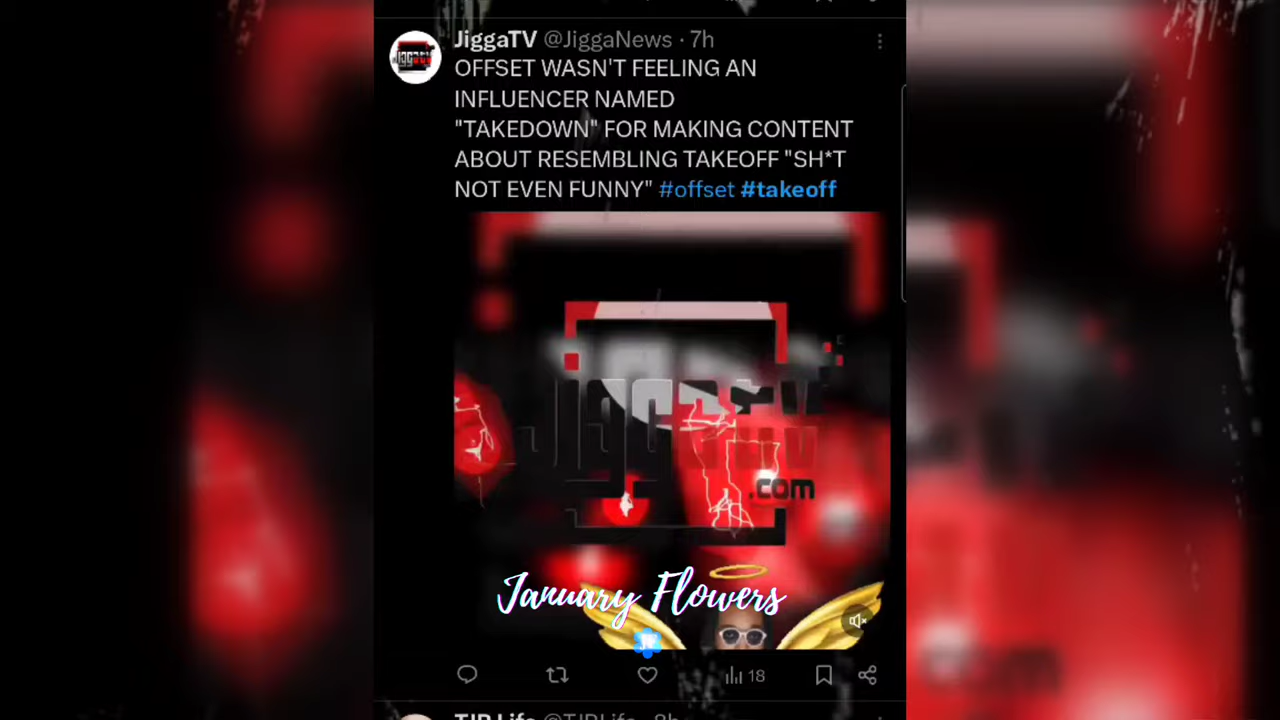 JiggaTV @JiggaNews · 7h
OFFSET WASN'T FEELING AN
INFLUENCER NAMED
"TAKEDOWN" FOR MAKING CONTENT
ABOUT RESEMBLING TAKEOFF "SH*T
NOT EVEN FUNNY" #offset #takeoff
.com
January Flowers
18